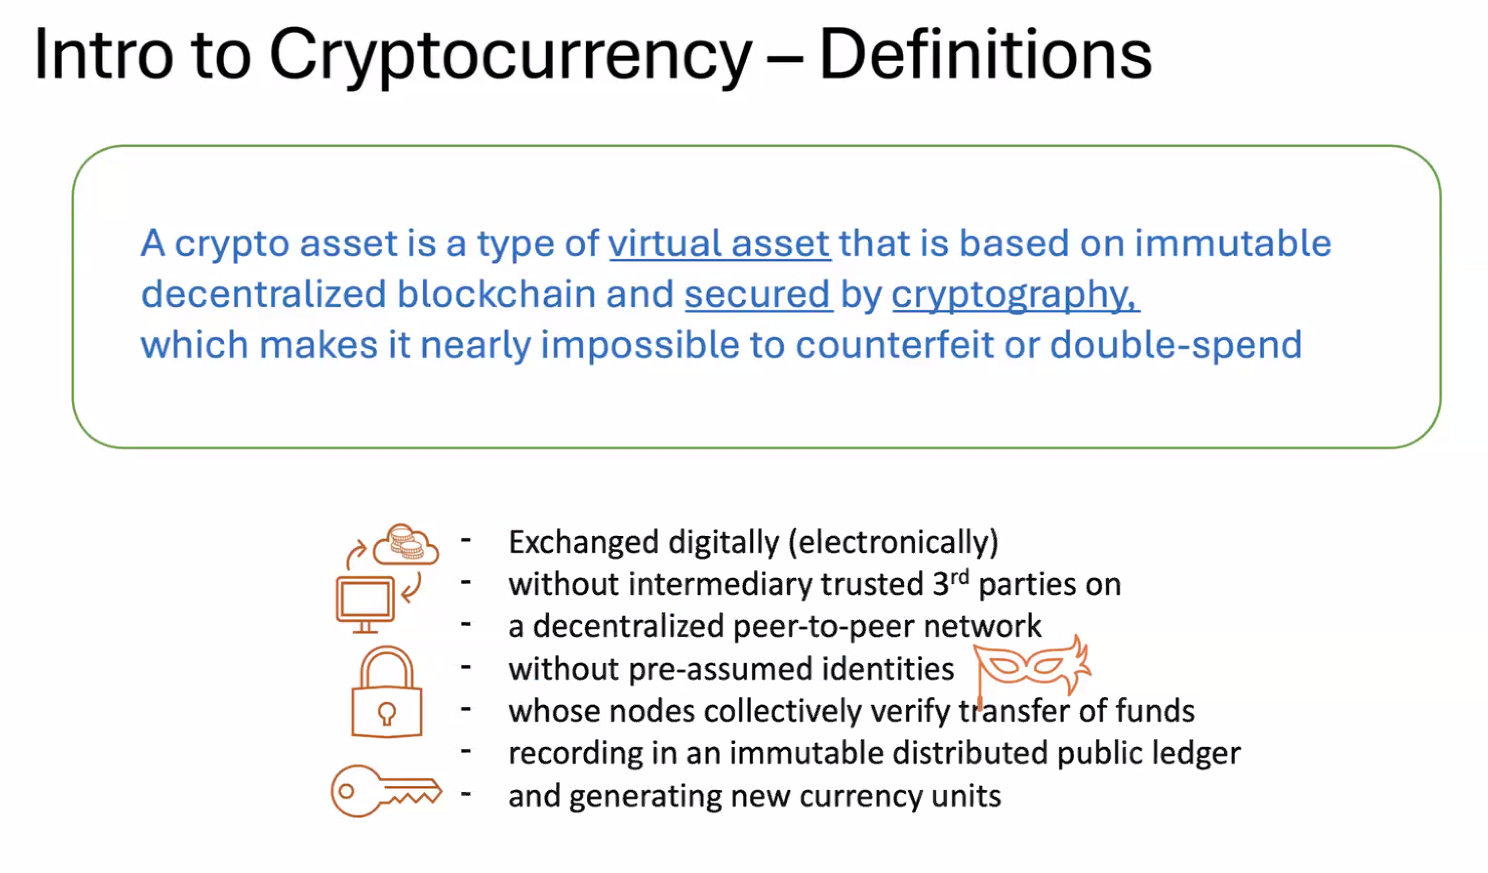 Intro to Cryptocurrency – Definitions
A crypto asset is a type of virtual asset that is based on immutable
decentralized blockchain and secured by cryptography,
which makes it nearly impossible to counterfeit or double-spend
- Exchanged digitally (electronically)
- without intermediary trusted 3rd parties on
- a decentralized peer-to-peer network
- without pre-assumed identities
- whose nodes collectively verify transfer of funds
- recording in an immutable distributed public ledger
- and generating new currency units